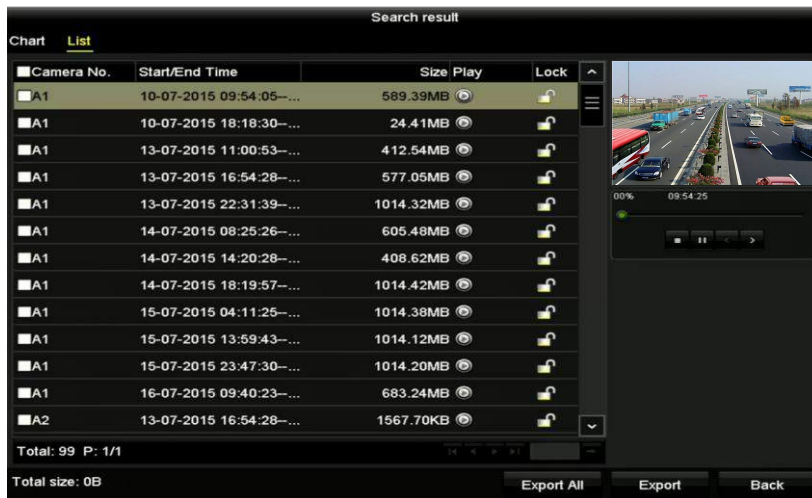 Search result
Chart List
Camera No. Start/End Time Size Play Lock
A1 10-07-2015 09:54:05--... 589.39MB
A1 10-07-2015 18:18:30--... 24.41MB
A1 13-07-2015 11:00:53--... 412.54MB
A1 13-07-2015 16:54:28--... 577.05MB
A1 13-07-2015 22:31:39--... 1014.32MB
A1 14-07-2015 08:25:26--... 605.48MB
A1 14-07-2015 14:20:28--... 408.62MB
A1 14-07-2015 18:19:57--... 1014.42MB
A1 15-07-2015 04:11:25--... 1014.38MB
A1 15-07-2015 13:59:43--... 1014.12MB
A1 15-07-2015 23:47:30--... 1014.20MB
A1 16-07-2015 09:40:23--... 683.24MB
A2 13-07-2015 16:54:28--... 1567.70KB
Total: 99 P: 1/1
00% 09:54:25
Total size: 0B
Export All Export Back